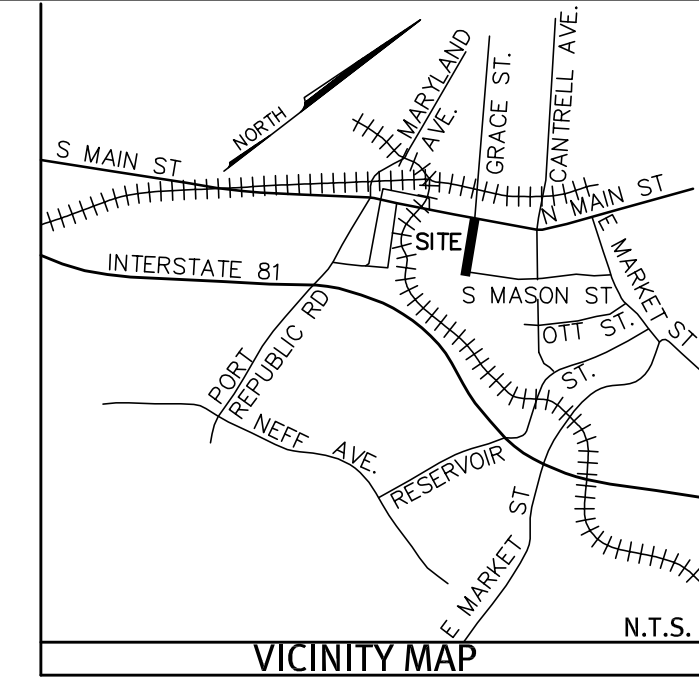 MARYLAND
AVE.
GRACE ST.
CANTRELL AVE.
NORTH
S MAIN ST
N MAIN ST
SITE
E MARKET ST
INTERSTATE 81
S MASON ST
OTT ST.
PORT
REPUBLIC RD
NEFF AVE.
RESERVOIR ST.
E MARKET ST
N.T.S.
VICINITY MAP